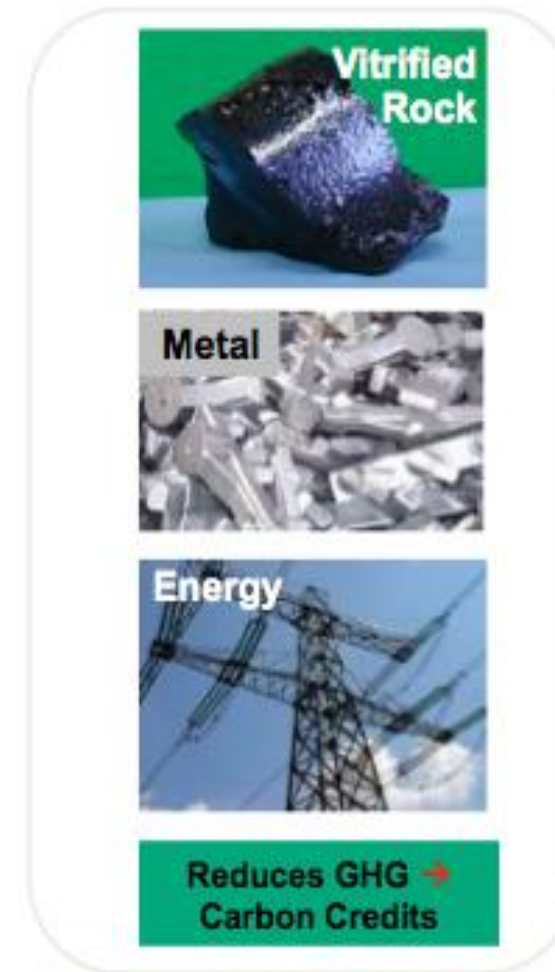 Vitrified
Rock
Metal
Energy
Reduces GHG →
Carbon Credits